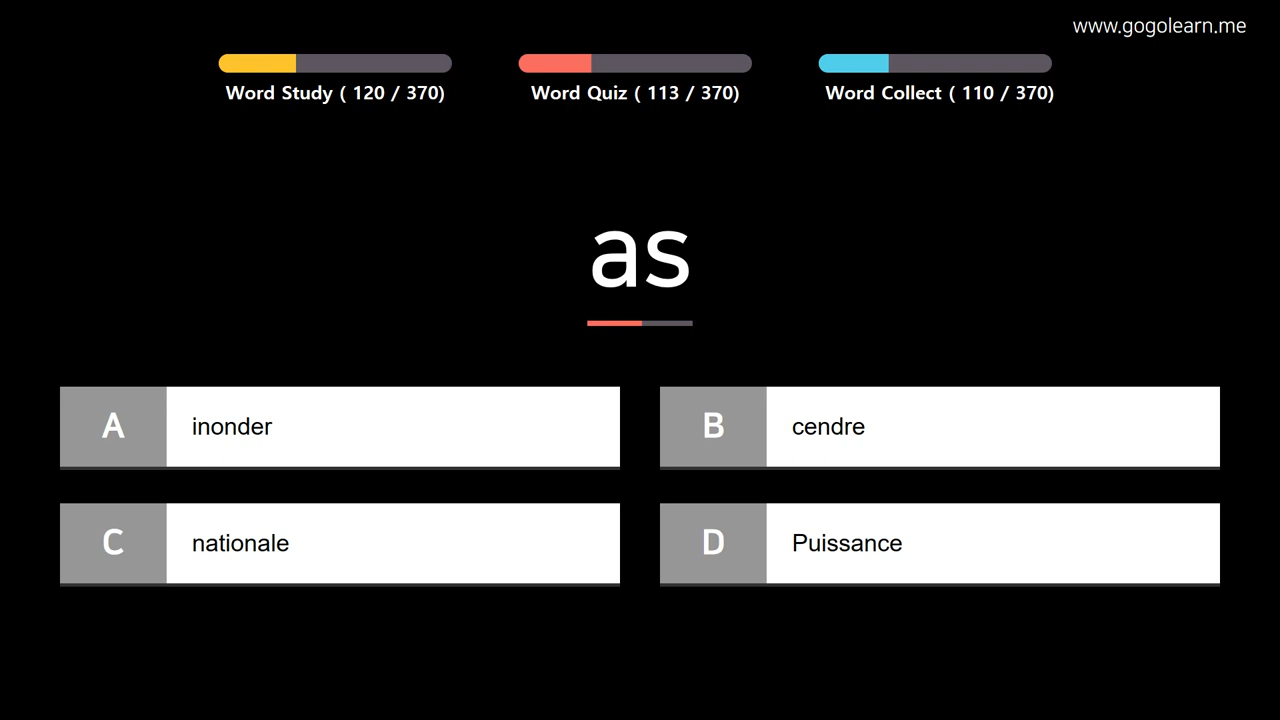 www.gogolearn.me
Word Study ( 120 / 370)
Word Quiz ( 113 / 370)
Word Collect ( 110 / 370)
as
A inonder
B cendre
C nationale
D Puissance